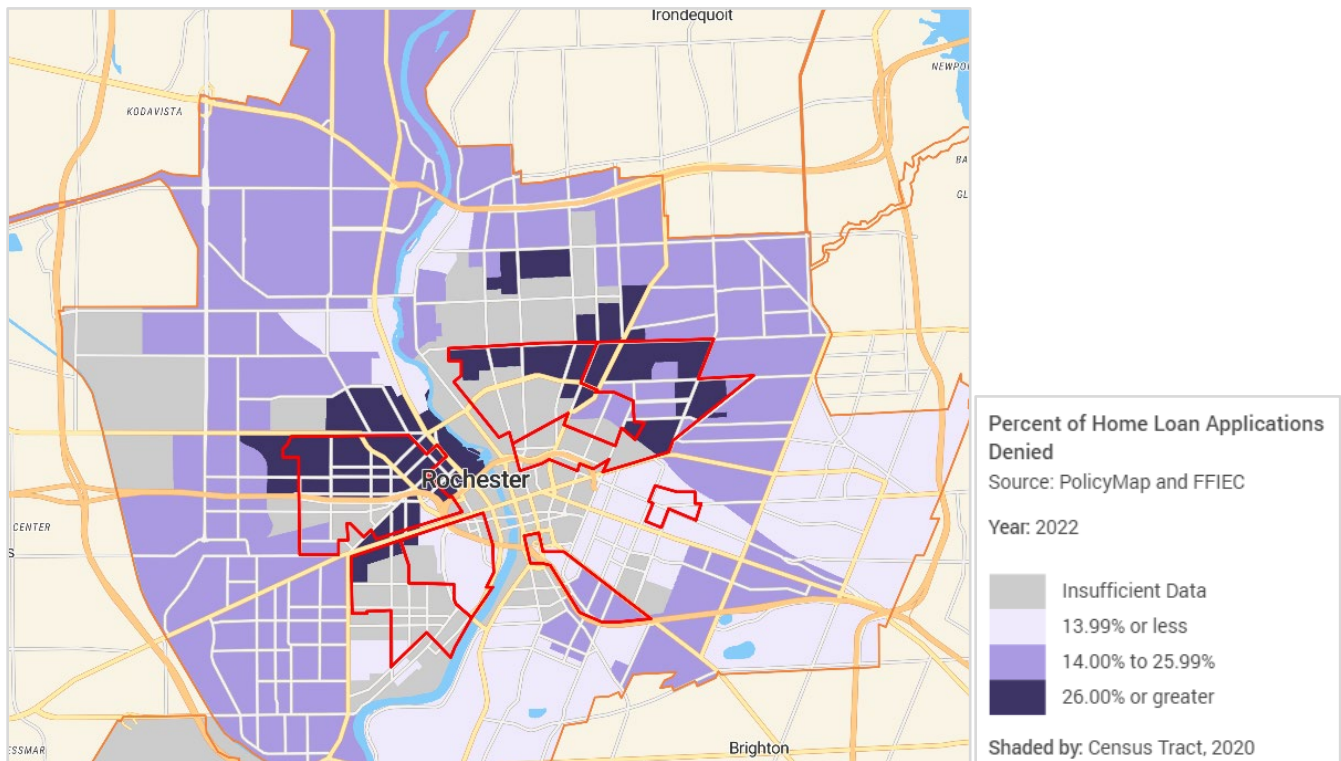 Irondequoit
NEWPO
KODAVISTA
BA
GL
Rochester
CENTER
S
ESSMAR
Brighton
Percent of Home Loan Applications
Denied
Source: PolicyMap and FFIEC
Year: 2022
Insufficient Data
13.99% or less
14.00% to 25.99%
26.00% or greater
Shaded by: Census Tract, 2020